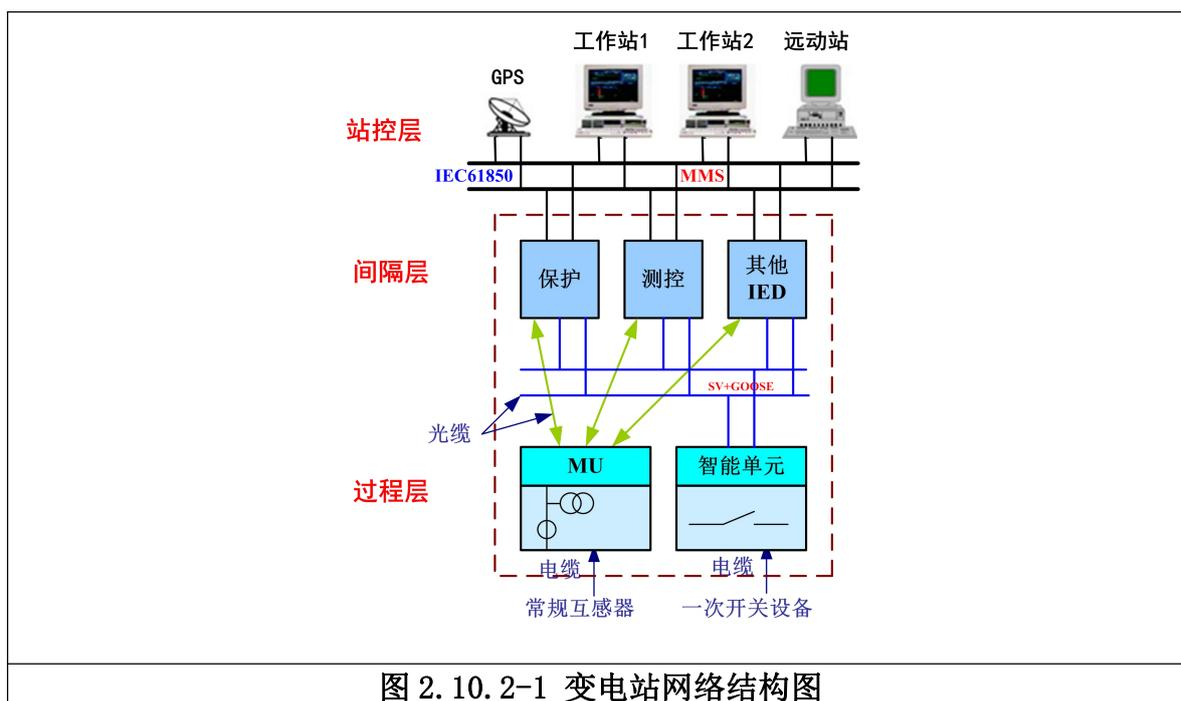 工作站1 工作站2 远动站
GPS
站控层
IEC61850 MMS
间隔层
保护 测控 其他
IED
SV+GOOSE
光缆
MU 智能单元
过程层
电缆 电缆
常规互感器 一次开关设备
图 2.10.2-1 变电站网络结构图